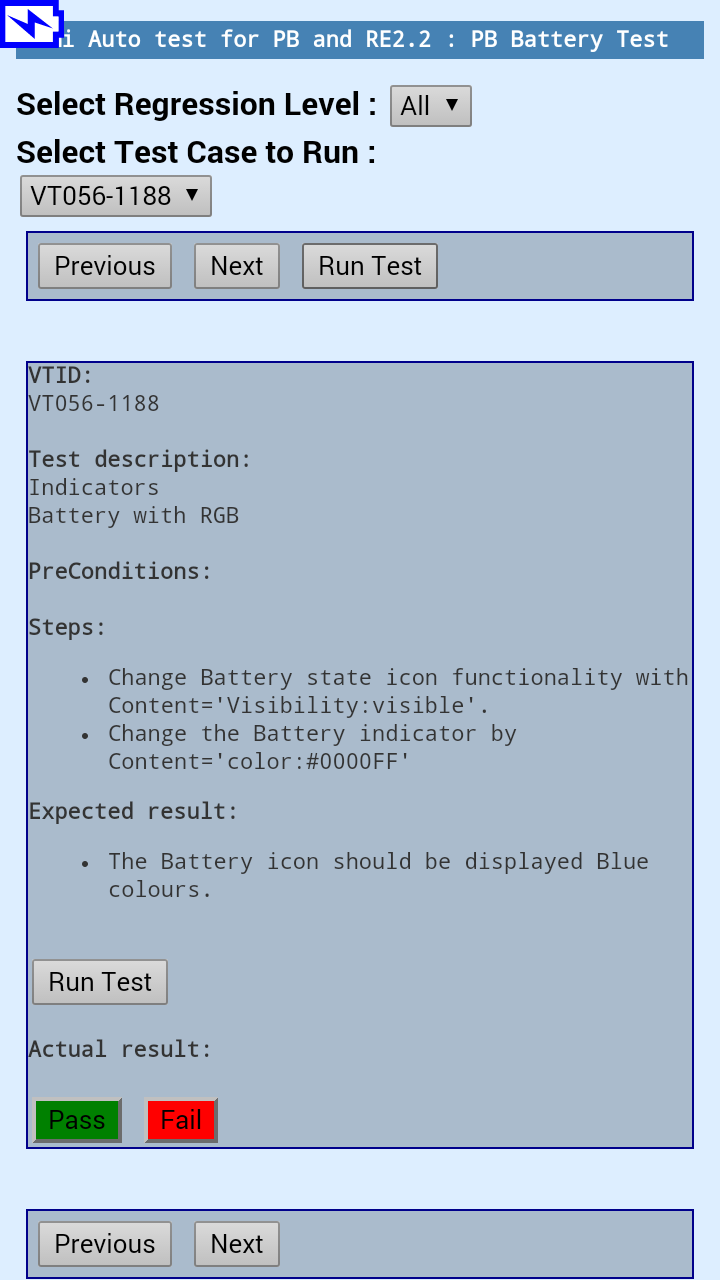 i Auto test for PB and RE2.2 : PB Battery Test
Select Regression Level : All ▼
Select Test Case to Run :
VT056-1188 ▼
Previous Next Run Test
VTID:
VT056-1188
Test description:
Indicators
Battery with RGB
PreConditions:
Steps:
• Change Battery state icon functionality with
Content='Visibility:visible'.
• Change the Battery indicator by
Content='color:#0000FF'
Expected result:
• The Battery icon should be displayed Blue
colours.
Run Test
Actual result:
Pass Fail
Previous Next